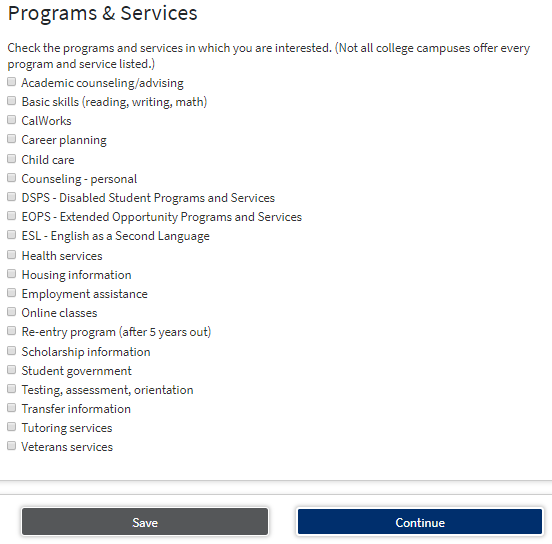 Programs & Services
Check the programs and services in which you are interested. (Not all college campuses offer every
program and service listed.)
Academic counseling/advising
Basic skills (reading, writing, math)
CalWorks
Career planning
Child care
Counseling - personal
DSPS - Disabled Student Programs and Services
EOPS - Extended Opportunity Programs and Services
ESL - English as a Second Language
Health services
Housing information
Employment assistance
Online classes
Re-entry program (after 5 years out)
Scholarship information
Student government
Testing, assessment, orientation
Transfer information
Tutoring services
Veterans services
Save
Continue